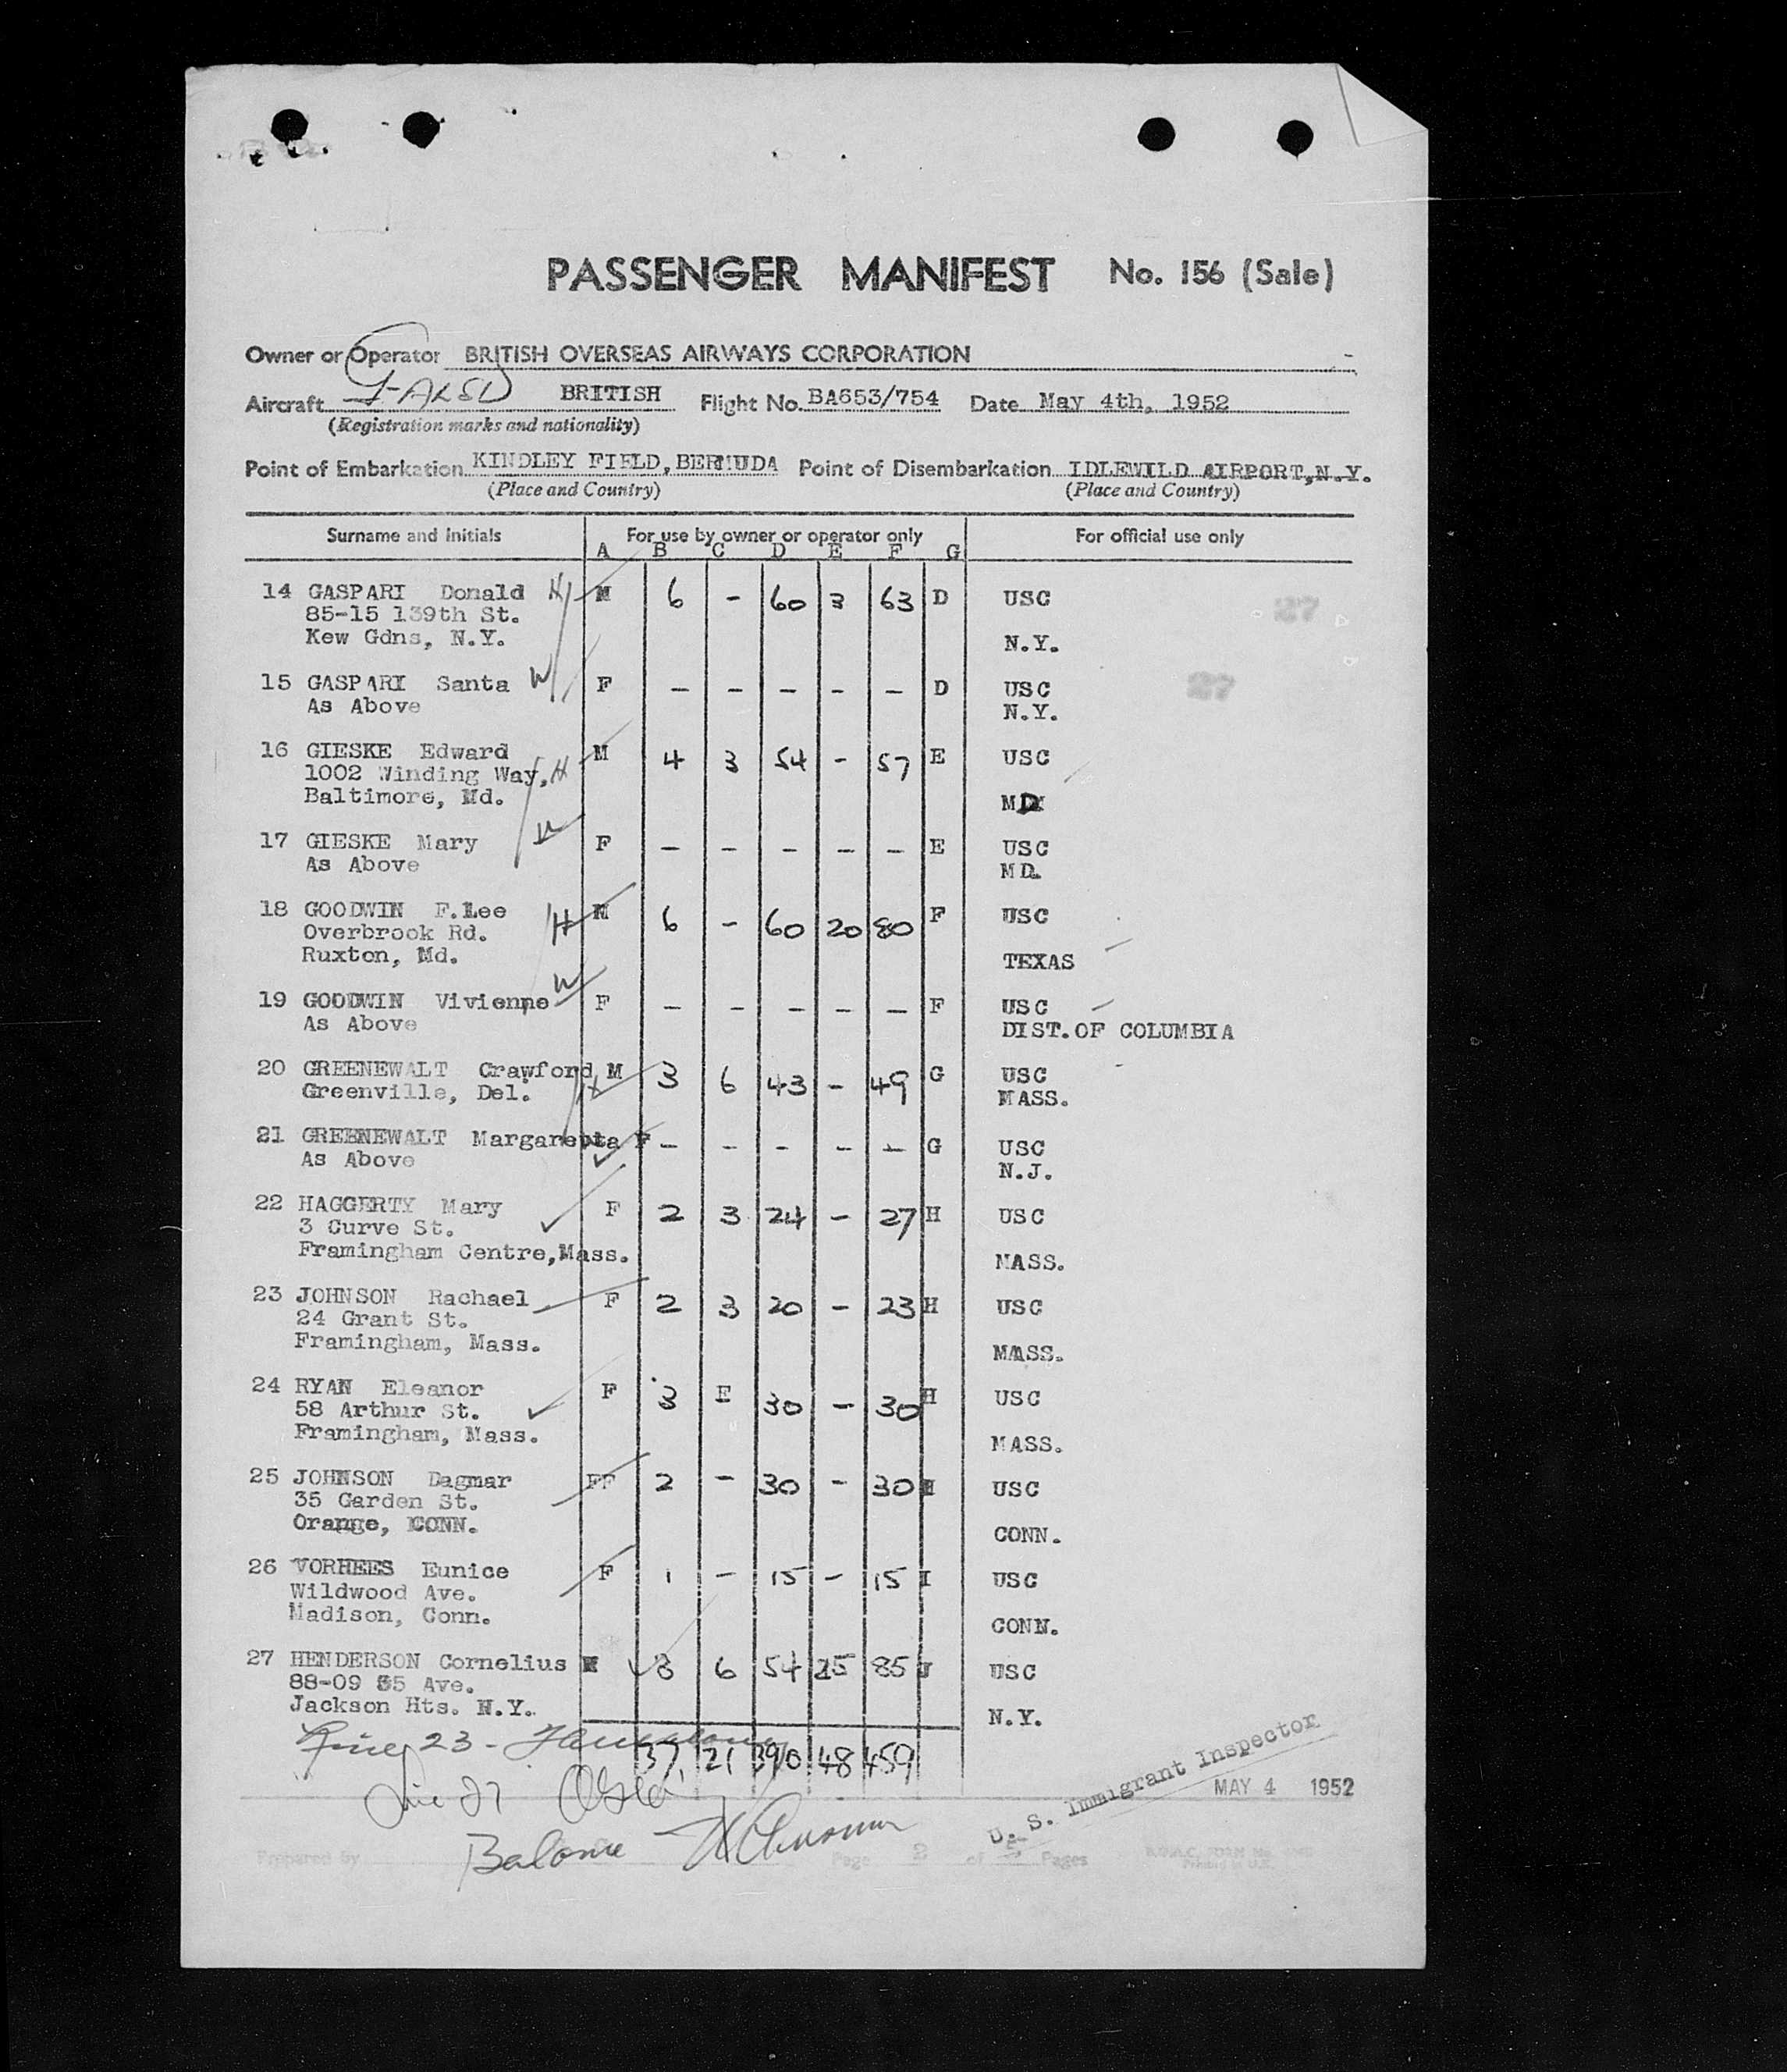 PASSENGER MANIFEST No. 156 (Sale)
Owner or Operator BRITISH OVERSEAS AIRWAYS CORPORATION
Aircraft G-ALSD BRITISH Flight No. BA653/754 Date May 4th, 1952
(Registration marks and nationality)
Point of Embarkation KINDLEY FIELD, BERMUDA Point of Disembarkation IDLEWILD AIRPORT, N.Y.
(Place and Country) (Place and Country)
Surname and Initials For use by owner or operator only For official use only
A B C D E F G
14 GASPARI Donald H M 6 - 60 3 63 D USC 27
85-15 139th St.
Kew Gdns, N.Y. N.Y.
15 GASPARI Santa W F - - - - - D USC 27
As Above N.Y.
16 GIESKE Edward M 4 3 54 - 57 E USC
1002 Winding Way, H
Baltimore, Md. MD
17 GIESKE Mary W F - - - - - E USC
As Above MD.
18 GOODWIN F.Lee H M 6 - 60 20 80 F USC
Overbrook Rd.
Ruxton, Md. TEXAS
19 GOODWIN Vivienne W F - - - - - F USC
As Above DIST.OF COLUMBIA
20 GREENEWALT Crawford M 3 6 43 - 49 G USC
Greenville, Del. H MASS.
21 GREENEWALT Margaretta F - - - - - G USC
As Above N.J.
22 HAGGERTY Mary F 2 3 24 - 27 H USC
3 Curve St.
Framingham Centre,Mass. MASS.
23 JOHNSON Rachael F 2 3 20 - 23 H USC
24 Grant St.
Framingham, Mass. MASS.
24 RYAN Eleanor F 3 E 30 - 30 H USC
58 Arthur St.
Framingham, Mass. MASS.
25 JOHNSON Dagmar FF 2 - 30 - 30 H USC
35 Garden St.
Orange, CONN. CONN.
26 VORHEES Eunice F 1 - 15 - 15 I USC
Wildwood Ave.
Madison, Conn. CONN.
27 HENDERSON Cornelius M 3 6 54 25 85 J USC
88-09 35 Ave.
Jackson Hts. N.Y. N.Y.
23 -
37 21 390 48 459
U. S. Immigrant Inspector
MAY 4 1952
27
Prepared by Page 2 of 5 Pages
Printed in U.K.